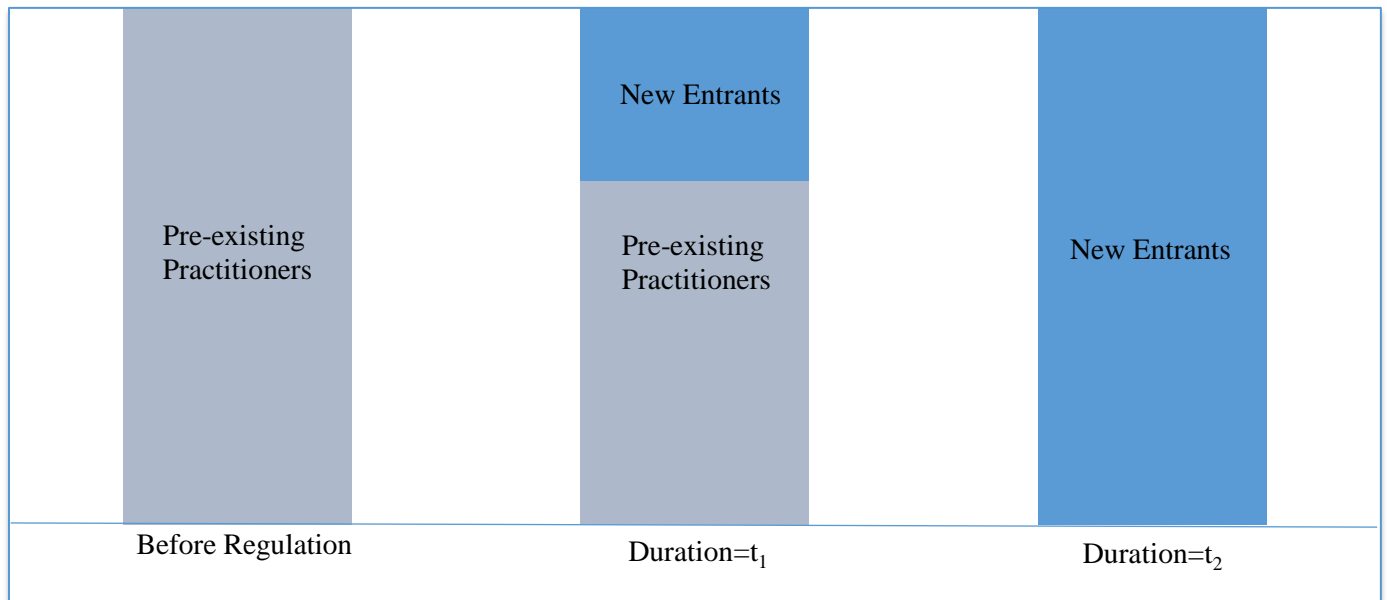 Pre-existing
Practitioners
New Entrants
Pre-existing
Practitioners
New Entrants
Before Regulation
Duration=t₁
Duration=t₂